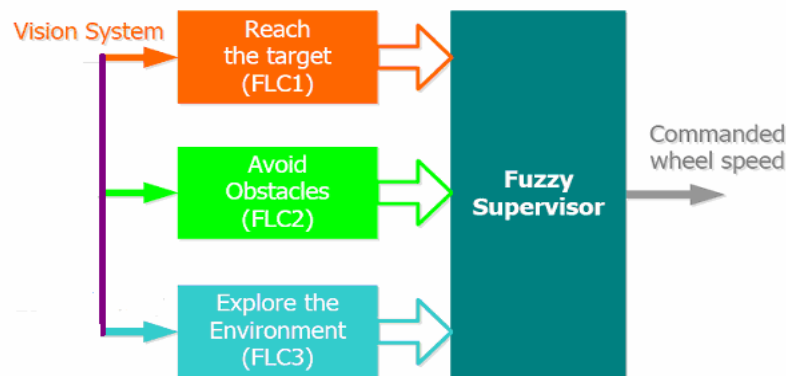 Vision System
Reach
the target
(FLC1)
Avoid
Obstacles
(FLC2)
Explore the
Environment
(FLC3)
Fuzzy
Supervisor
Commanded
wheel speed